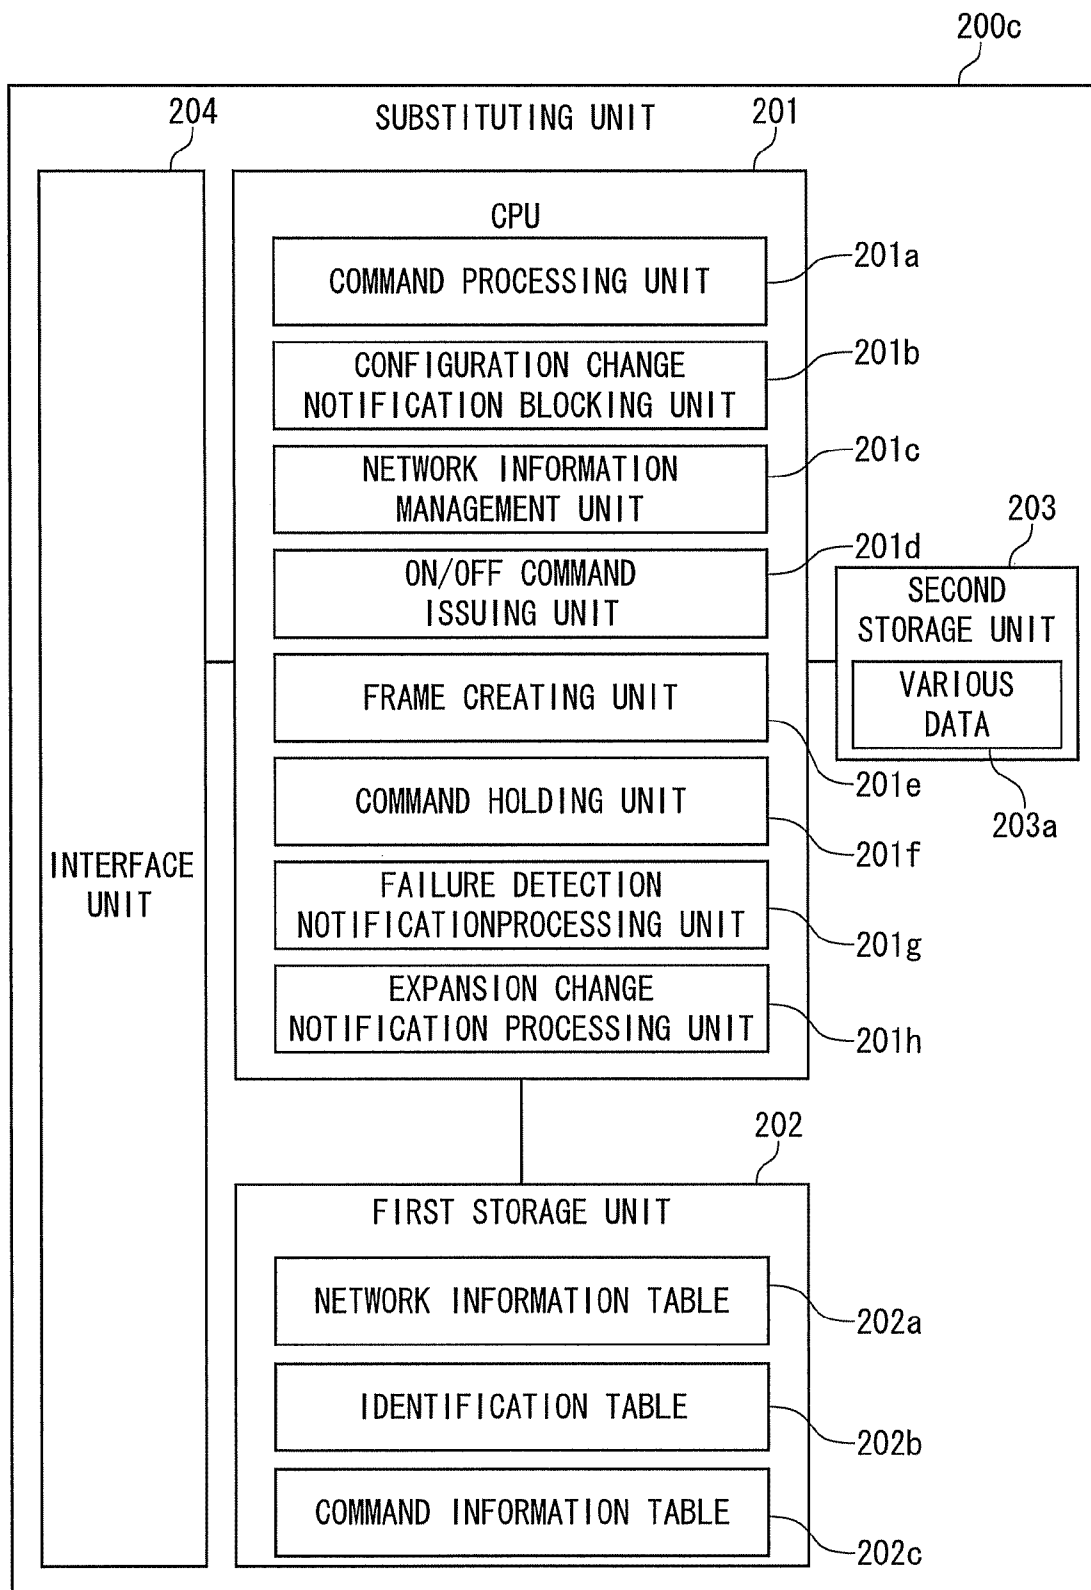 200c
SUBSTITUTING UNIT
204
201
CPU
COMMAND PROCESSING UNIT
201a
CONFIGURATION CHANGE
NOTIFICATION BLOCKING UNIT
201b
NETWORK INFORMATION
MANAGEMENT UNIT
201c
ON/OFF COMMAND
ISSUING UNIT
201d
FRAME CREATING UNIT
201e
COMMAND HOLDING UNIT
201f
FAILURE DETECTION
NOTIFICATIONPROCESSING UNIT
201g
EXPANSION CHANGE
NOTIFICATION PROCESSING UNIT
201h
203
SECOND
STORAGE UNIT
VARIOUS
DATA
203a
INTERFACE
UNIT
202
FIRST STORAGE UNIT
NETWORK INFORMATION TABLE
202a
IDENTIFICATION TABLE
202b
COMMAND INFORMATION TABLE
202c